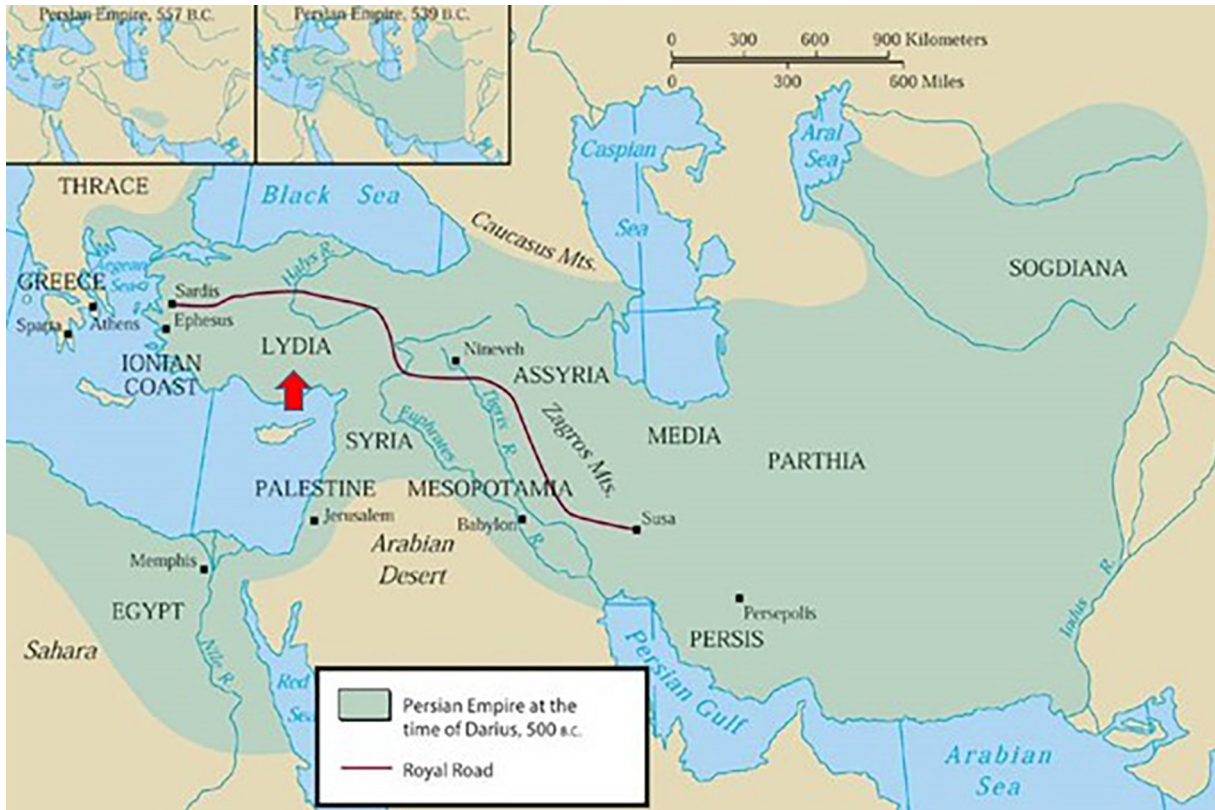 Persian Empire, 557 B.C.
Persian Empire, 539 B.C.
0 300 600 900 Kilometers
0 300 600 Miles
THRACE
Black Sea
Caspian
Sea
Aral
Sea
Caucasus Mts.
SOGDIANA
GREECE
Aegean
Sea
Halys R.
Sardis
Sparta
Athens
Ephesus
IONIAN
COAST
LYDIA
Nineveh
ASSYRIA
Tigris R.
Euphrates
R.
Zagros Mts.
MEDIA
PARTHIA
SYRIA
PALESTINE
MESOPOTAMIA
Jerusalem
Babylon
Susa
Arabian
Desert
Memphis
EGYPT
Persepolis
PERSIS
Indus R.
Sahara
Nile R.
Red
Sea
Persian Gulf
Arabian
Sea
Persian Empire at the
time of Darius, 500 B.C.
Royal Road